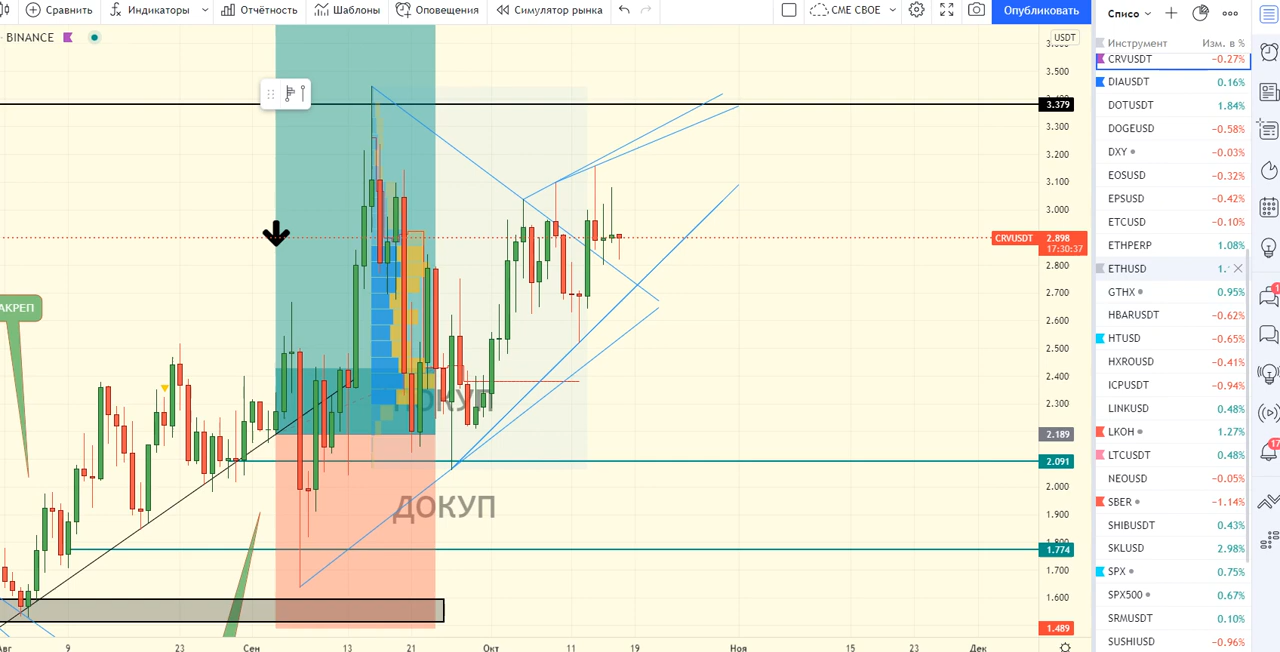 Сравнить
Индикаторы
Отчётность
Шаблоны
Оповещения
Симулятор рынка
СМЕ СВОЕ
Опубликовать
BINANCE
USDT
3.500
3.379
3.300
3.200
3.100
3.000
CRVUSDT 2.898
17:30:37
2.800
2.700
2.600
2.500
2.400
2.300
2.189
2.091
2.000
1.900
1.774
1.700
1.600
1.489
АКРЕП
ПОКУП
ДОКУП
Авг 9 23 Сен 13 21 Окт 11 19 Ноя 15 23 Дек
Списо
Инструмент Изм. в %
CRVUSDT −0.27%
DIAUSDT 0.16%
DOTUSDT 1.84%
DOGEUSD −0.58%
DXY −0.03%
EOSUSD −0.32%
EPSUSD −0.42%
ETCUSD −0.10%
ETHPERP 1.08%
ETHUSD 1.
GTHX 0.95%
HBARUSDT −0.62%
HTUSD −0.65%
HXROUSD −0.41%
ICPUSDT −0.94%
LINKUSD 0.48%
LKOH 1.27%
LTCUSDT 0.48%
NEOUSD −0.05%
SBER −1.14%
SHIBUSDT 0.43%
SKLUSD 2.98%
SPX 0.75%
SPX500 0.67%
SRMUSDT 0.10%
SUSHIUSD −0.96%